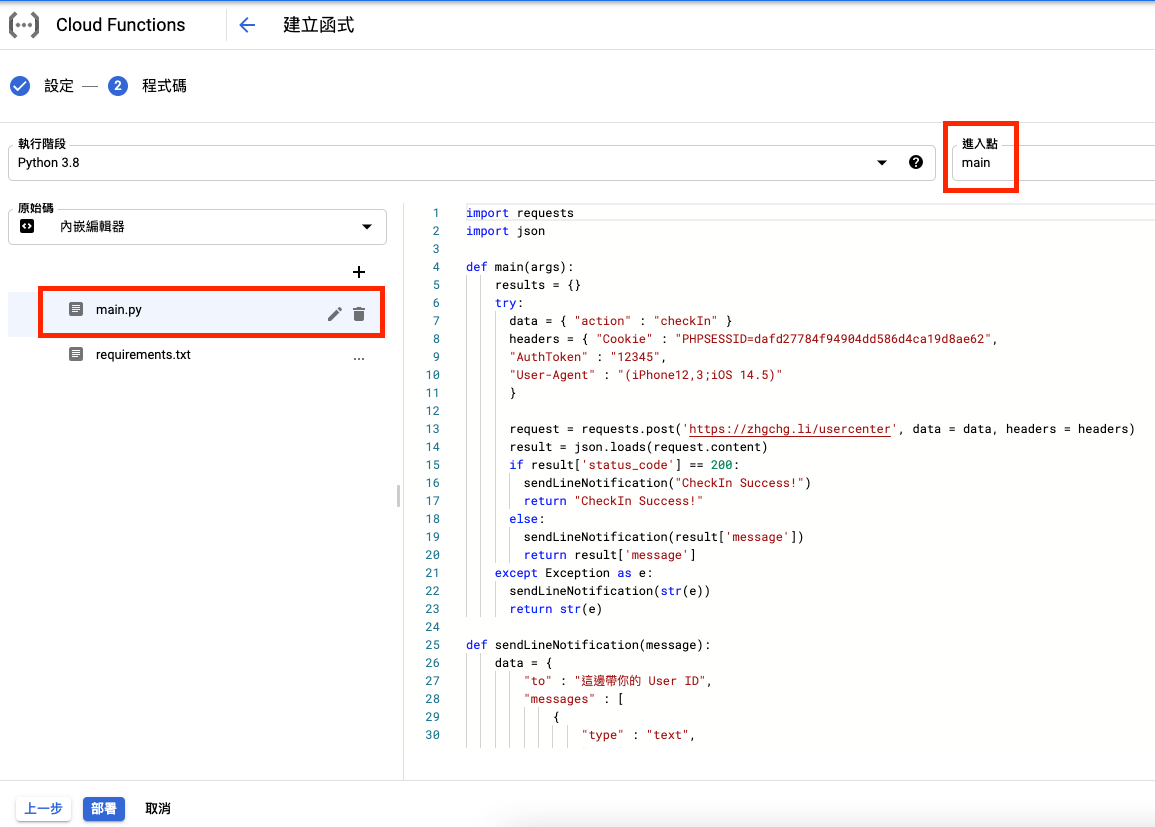 Cloud Functions
建立函式
設定
2
程式碼
執行階段
Python 3.8
進入點
main
原始碼
內嵌編輯器
main.py
requirements.txt
...
1 import requests
2 import json
3
4 def main(args):
5     results = {}
6     try:
7       data = { "action" : "checkIn" }
8       headers = { "Cookie" : "PHPSESSID=dafd27784f94904dd586d4ca19d8ae62",
9       "AuthToken" : "12345",
10       "User-Agent" : "(iPhone12,3;iOS 14.5)"
11       }
12
13       request = requests.post('https://zhgchg.li/usercenter', data = data, headers = headers)
14       result = json.loads(request.content)
15       if result['status_code'] == 200:
16         sendLineNotification("CheckIn Success!")
17         return "CheckIn Success!"
18       else:
19         sendLineNotification(result['message'])
20         return result['message']
21     except Exception as e:
22       sendLineNotification(str(e))
23       return str(e)
24
25 def sendLineNotification(message):
26     data = {
27         "to" : "這邊帶你的 User ID",
28         "messages" : [
29             {
30                 "type" : "text",
上一步
部署
取消